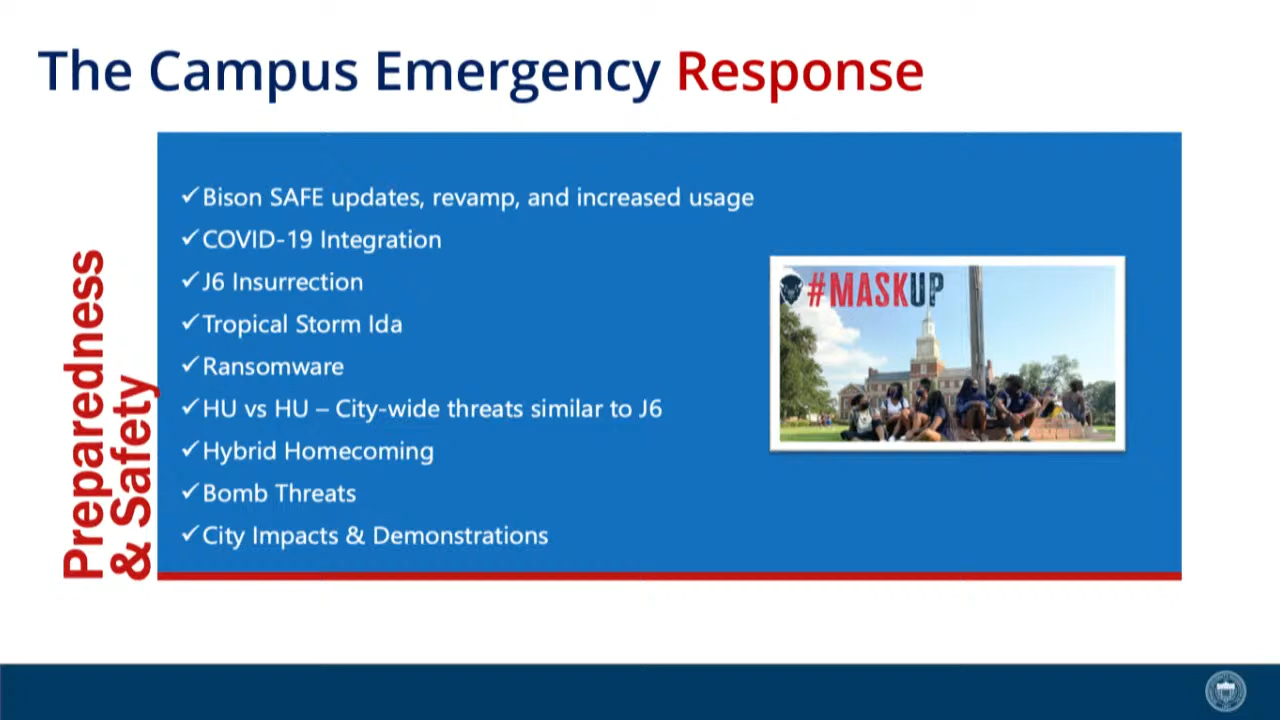 The Campus Emergency Response
Preparedness
& Safety
✓Bison SAFE updates, revamp, and increased usage
✓COVID-19 Integration
✓J6 Insurrection
✓Tropical Storm Ida
✓Ransomware
✓HU vs HU – City-wide threats similar to J6
✓Hybrid Homecoming
✓Bomb Threats
✓City Impacts & Demonstrations
#MASKUP